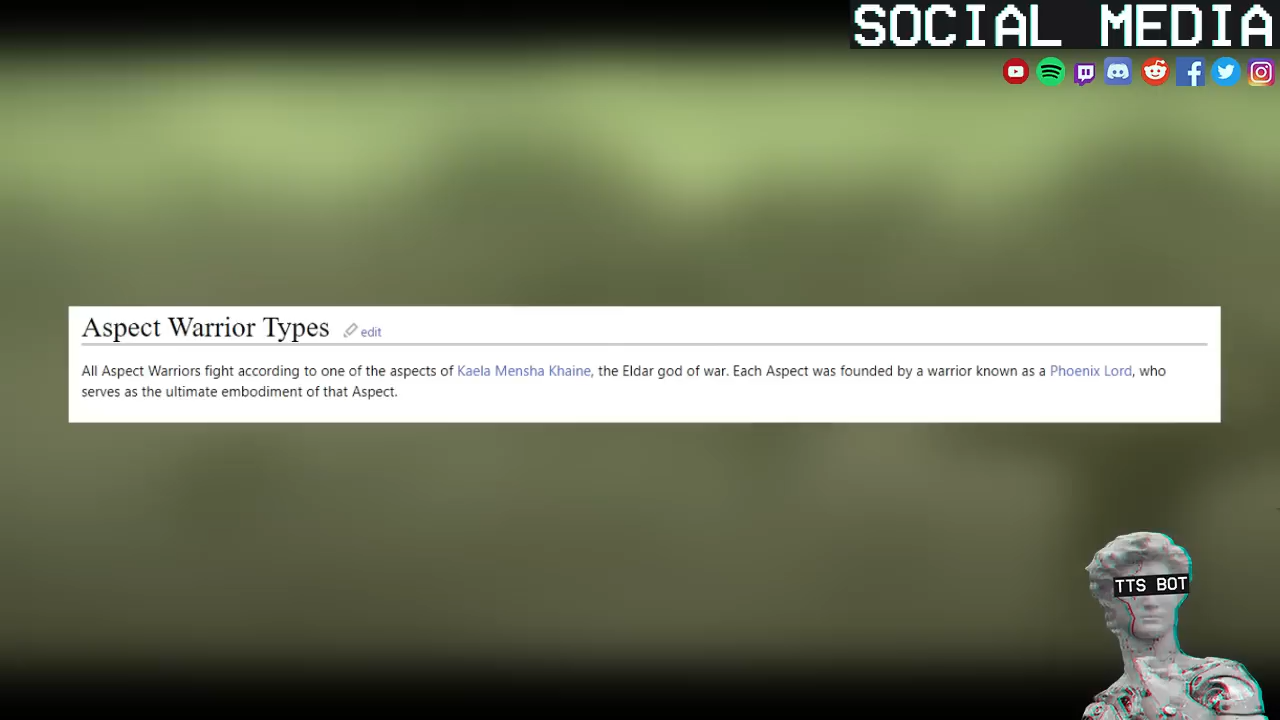 SOCIAL MEDIA
Aspect Warrior Types edit
All Aspect Warriors fight according to one of the aspects of Kaela Mensha Khaine, the Eldar god of war. Each Aspect was founded by a warrior known as a Phoenix Lord, who
serves as the ultimate embodiment of that Aspect.
TTS BOT